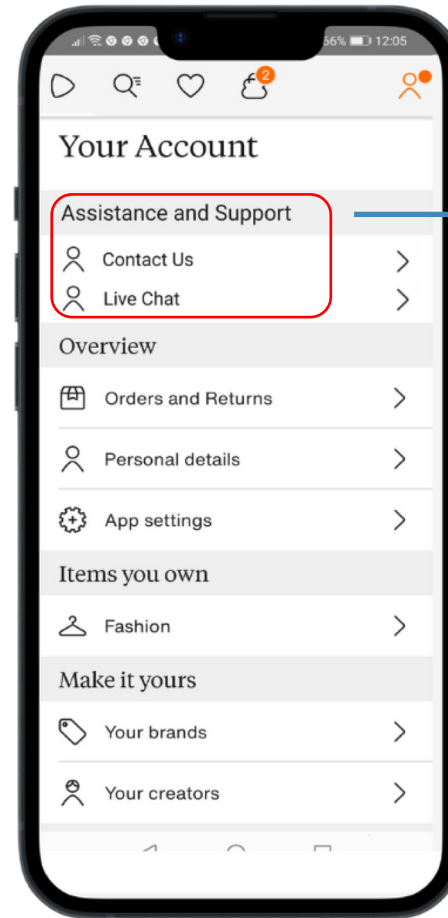 56% 12:05
2
Your Account
Assistance and Support
Contact Us
Live Chat
Overview
Orders and Returns
Personal details
App settings
Items you own
Fashion
Make it yours
Your brands
Your creators